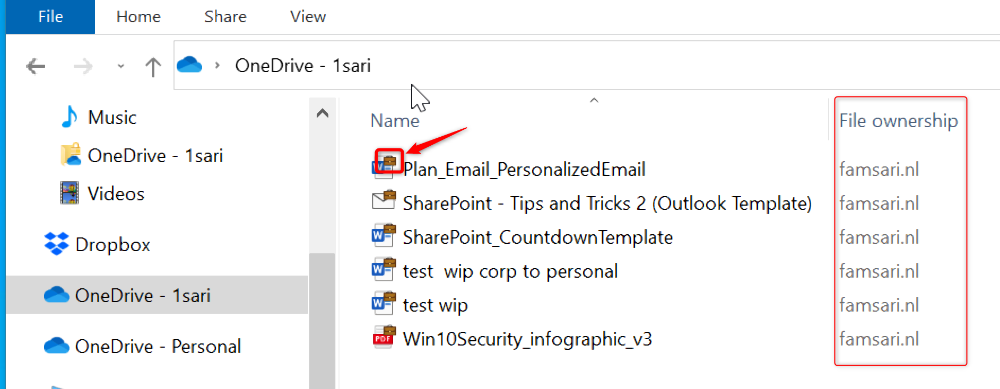 File Home Share View
OneDrive - 1sari
Music
OneDrive - 1sari
Videos
Dropbox
OneDrive - 1sari
OneDrive - Personal
Name File ownership
W Plan_Email_PersonalizedEmail famsari.nl
SharePoint - Tips and Tricks 2 (Outlook Template) famsari.nl
W SharePoint_CountdownTemplate famsari.nl
W test  wip corp to personal famsari.nl
W test wip famsari.nl
PDF Win10Security_infographic_v3 famsari.nl